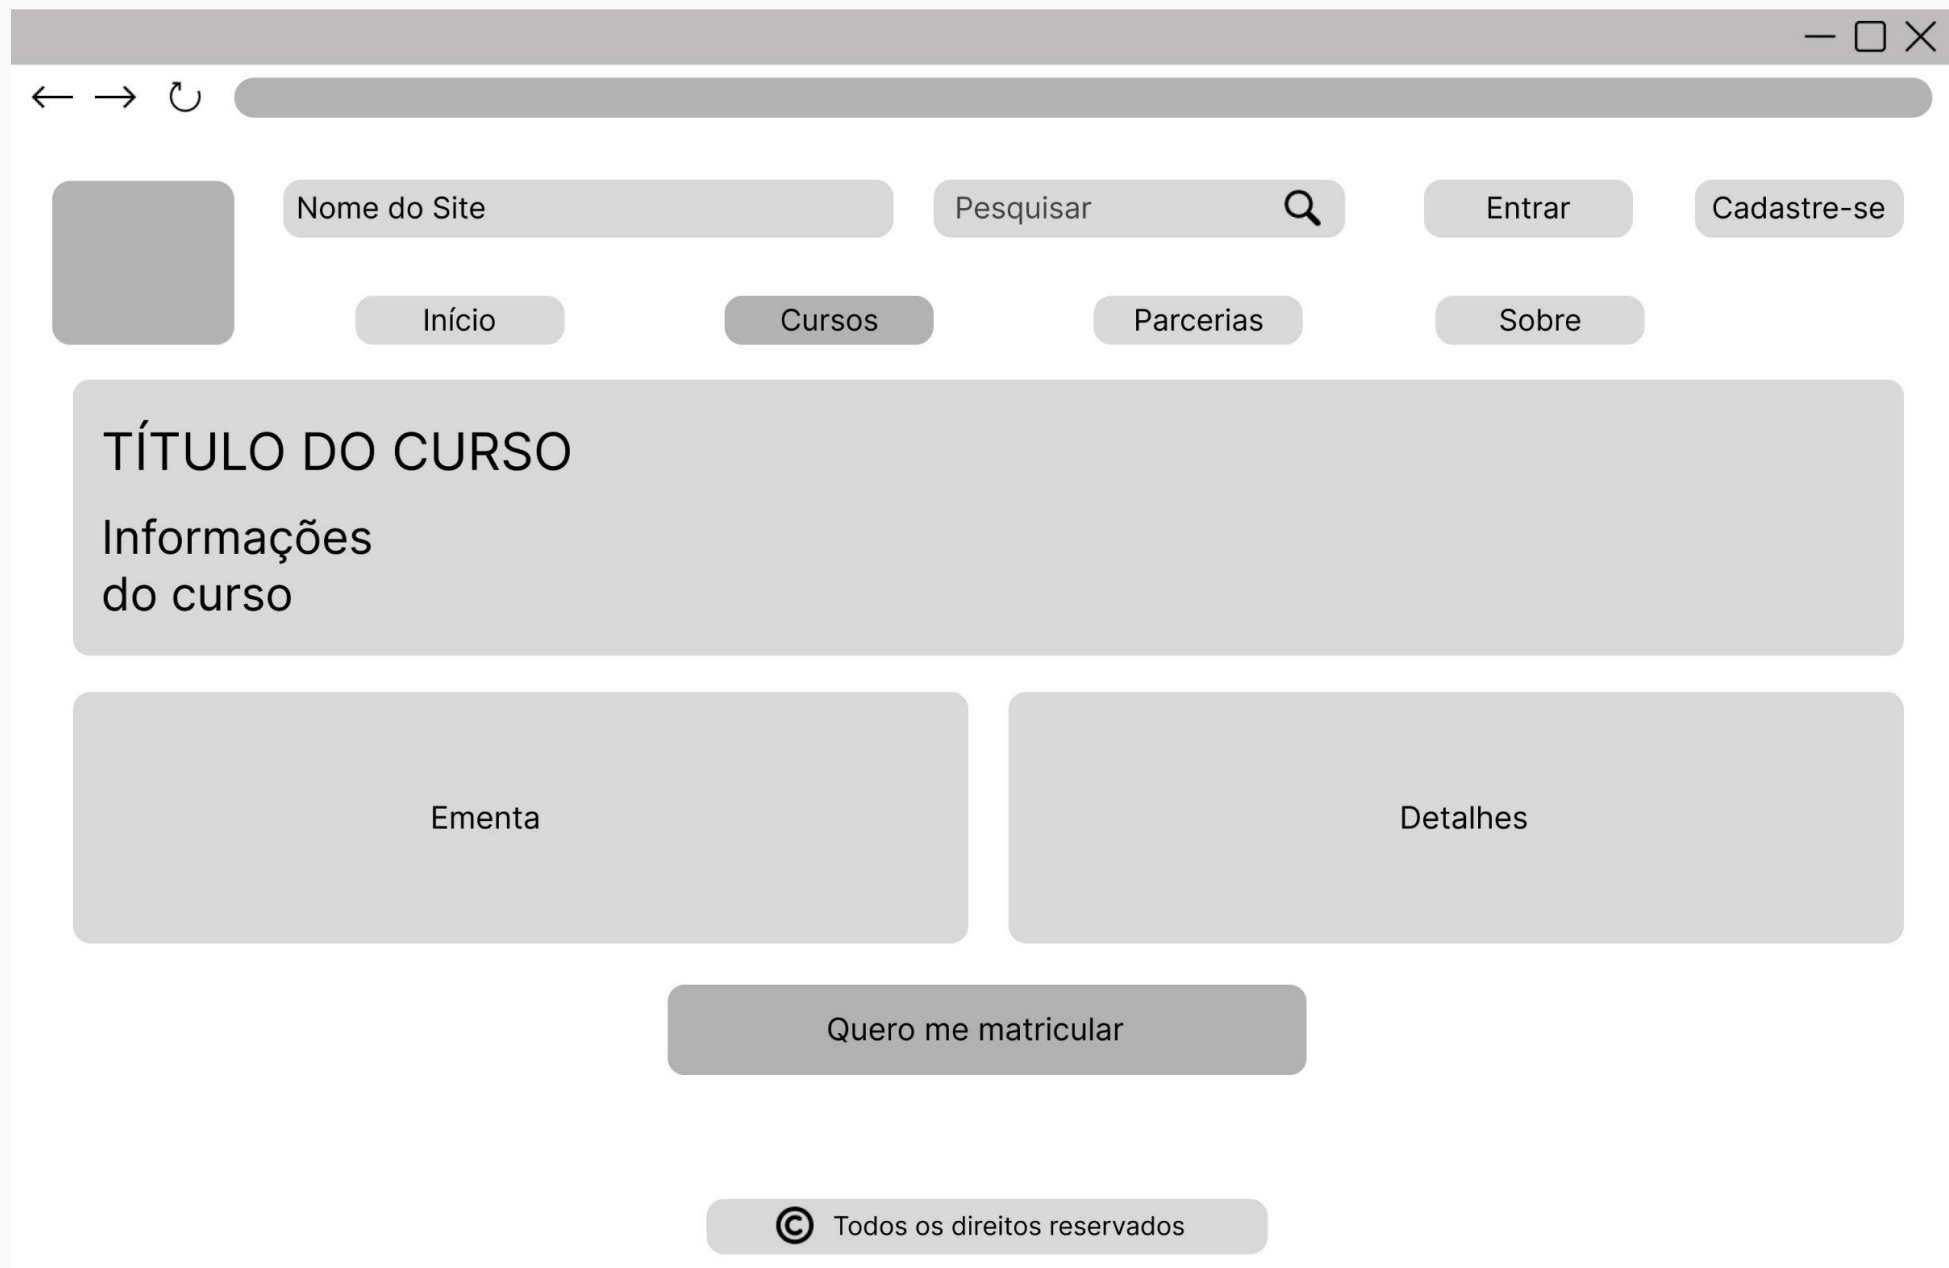 Nome do Site
Pesquisar
Entrar
Cadastre-se
Início
Cursos
Parcerias
Sobre
TÍTULO DO CURSO
Informações
do curso
Ementa
Detalhes
Quero me matricular
© Todos os direitos reservados